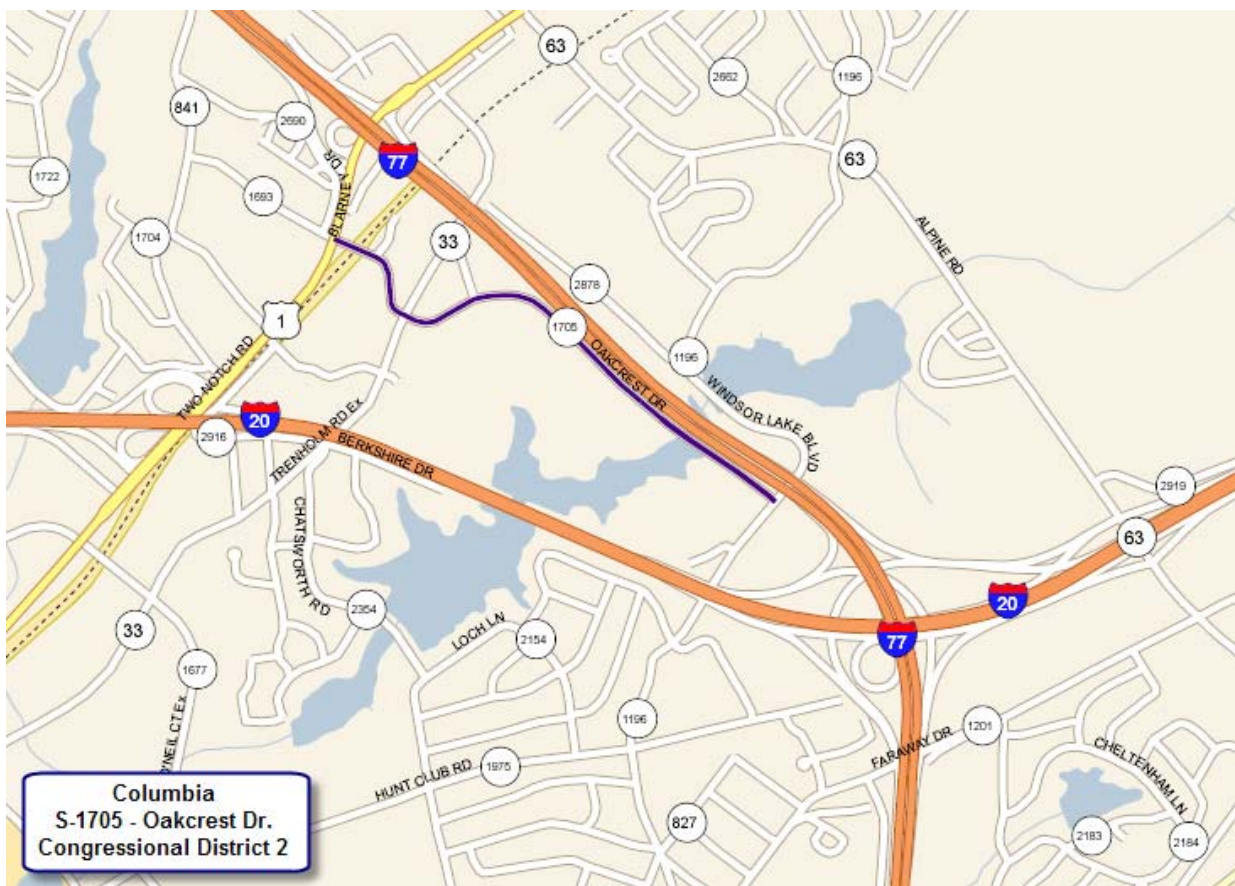 63
2662
1196
841
2690
77
63
1722
BLARNEY DR
1693
1704
33
ALPINE RD
2878
1
1705
OAKCREST DR
1196
TWO NOTCH RD
WINDSOR LAKE BLVD
20
2916
TRENHOLM RD Ex
BERKSHIRE DR
2919
63
CHATSWORTH RD
20
2354
LOCH LN
2154
33
77
1677
O'NEIL CT Ex
1196
1201
FARAWAY DR
CHELTENHAM LN
HUNT CLUB RD
1975
827
2183
2184
Columbia
S-1705 - Oakcrest Dr.
Congressional District 2